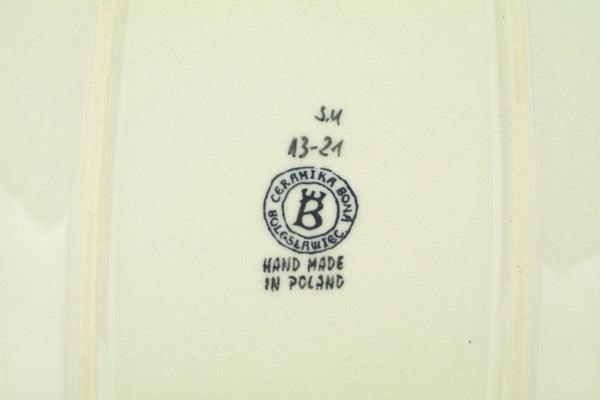 S.U
13-21
CERAMIKA BONA
BOLESŁAWIEC
B
HAND MADE
IN POLAND